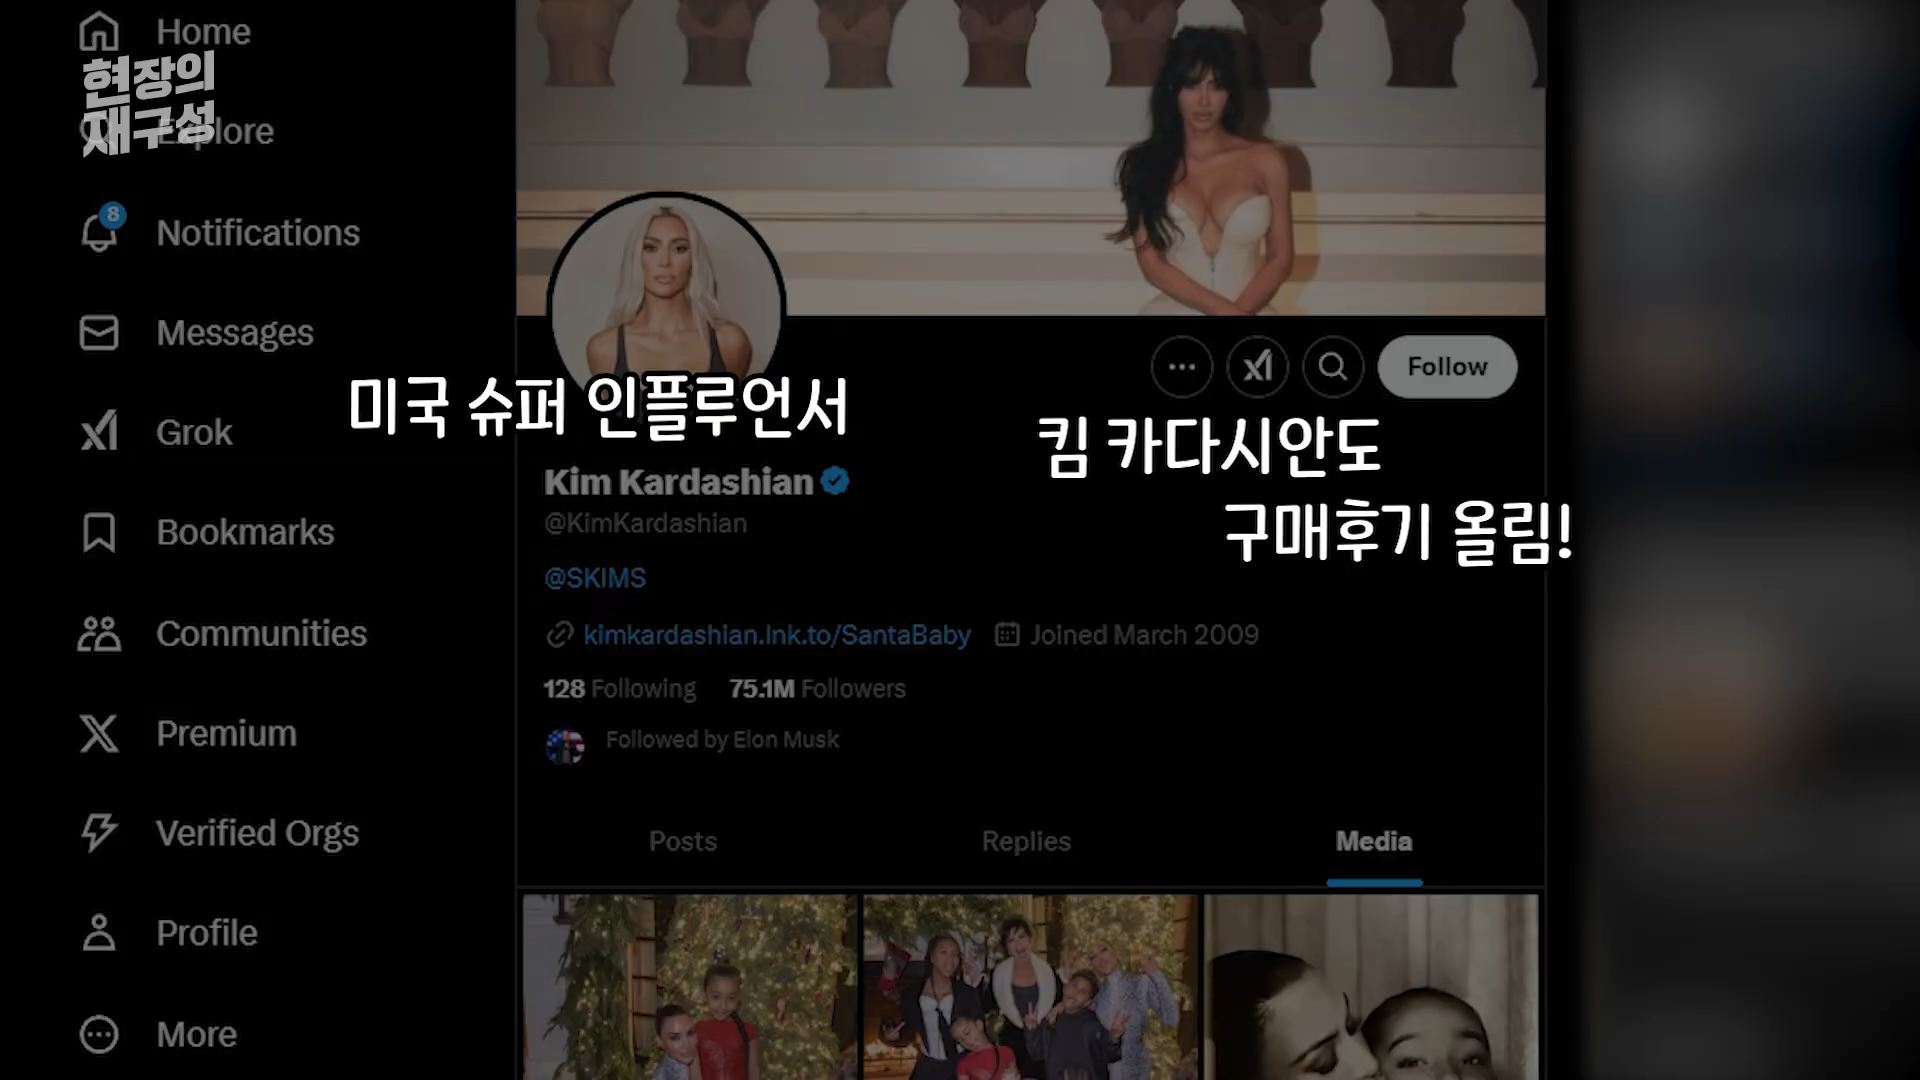 Home
현장의
재구성
Explore
8
Notifications
Messages
Grok
Bookmarks
Communities
Premium
Verified Orgs
Profile
More
Follow
미국 슈퍼 인플루언서
킴 카다시안도
구매후기 올림!
Kim Kardashian
@KimKardashian
@SKIMS
kimkardashian.lnk.to/SantaBaby Joined March 2009
128 Following 75.1M Followers
Followed by Elon Musk
Posts Replies Media